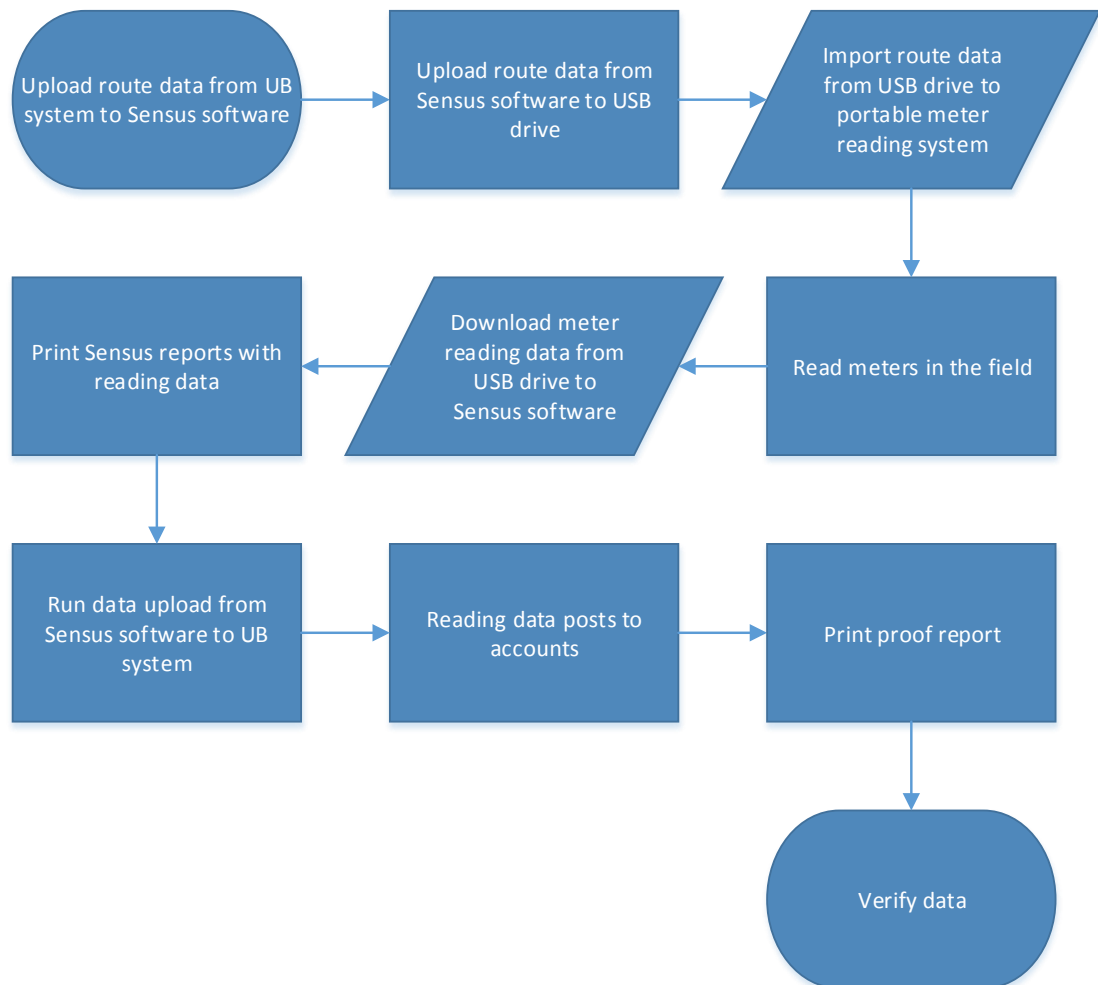 Upload route data from UB
system to Sensus software
Upload route data from
Sensus software to USB
drive
Import route data
from USB drive to
portable meter
reading system
Read meters in the field
Download meter
reading data from
USB drive to
Sensus software
Print Sensus reports with
reading data
Run data upload from
Sensus software to UB
system
Reading data posts to
accounts
Print proof report
Verify data